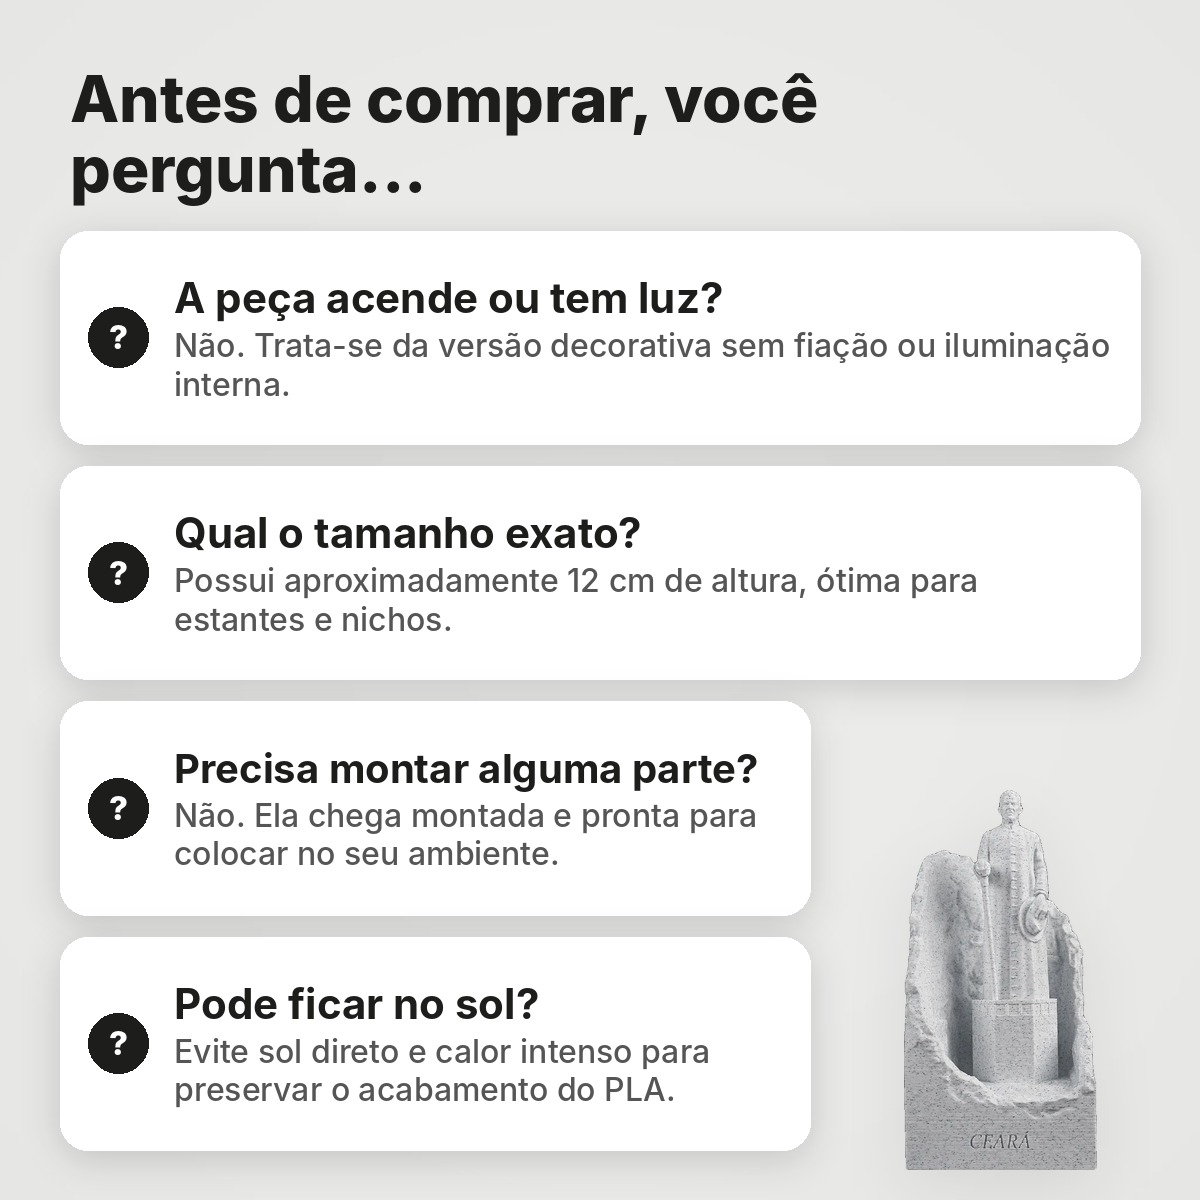 Antes de comprar, você
pergunta...
?
A peça acende ou tem luz?
Não. Trata-se da versão decorativa sem fiação ou iluminação
interna.
?
Qual o tamanho exato?
Possui aproximadamente 12 cm de altura, ótima para
estantes e nichos.
?
Precisa montar alguma parte?
Não. Ela chega montada e pronta para
colocar no seu ambiente.
?
Pode ficar no sol?
Evite sol direto e calor intenso para
preservar o acabamento do PLA.
CEARÁ